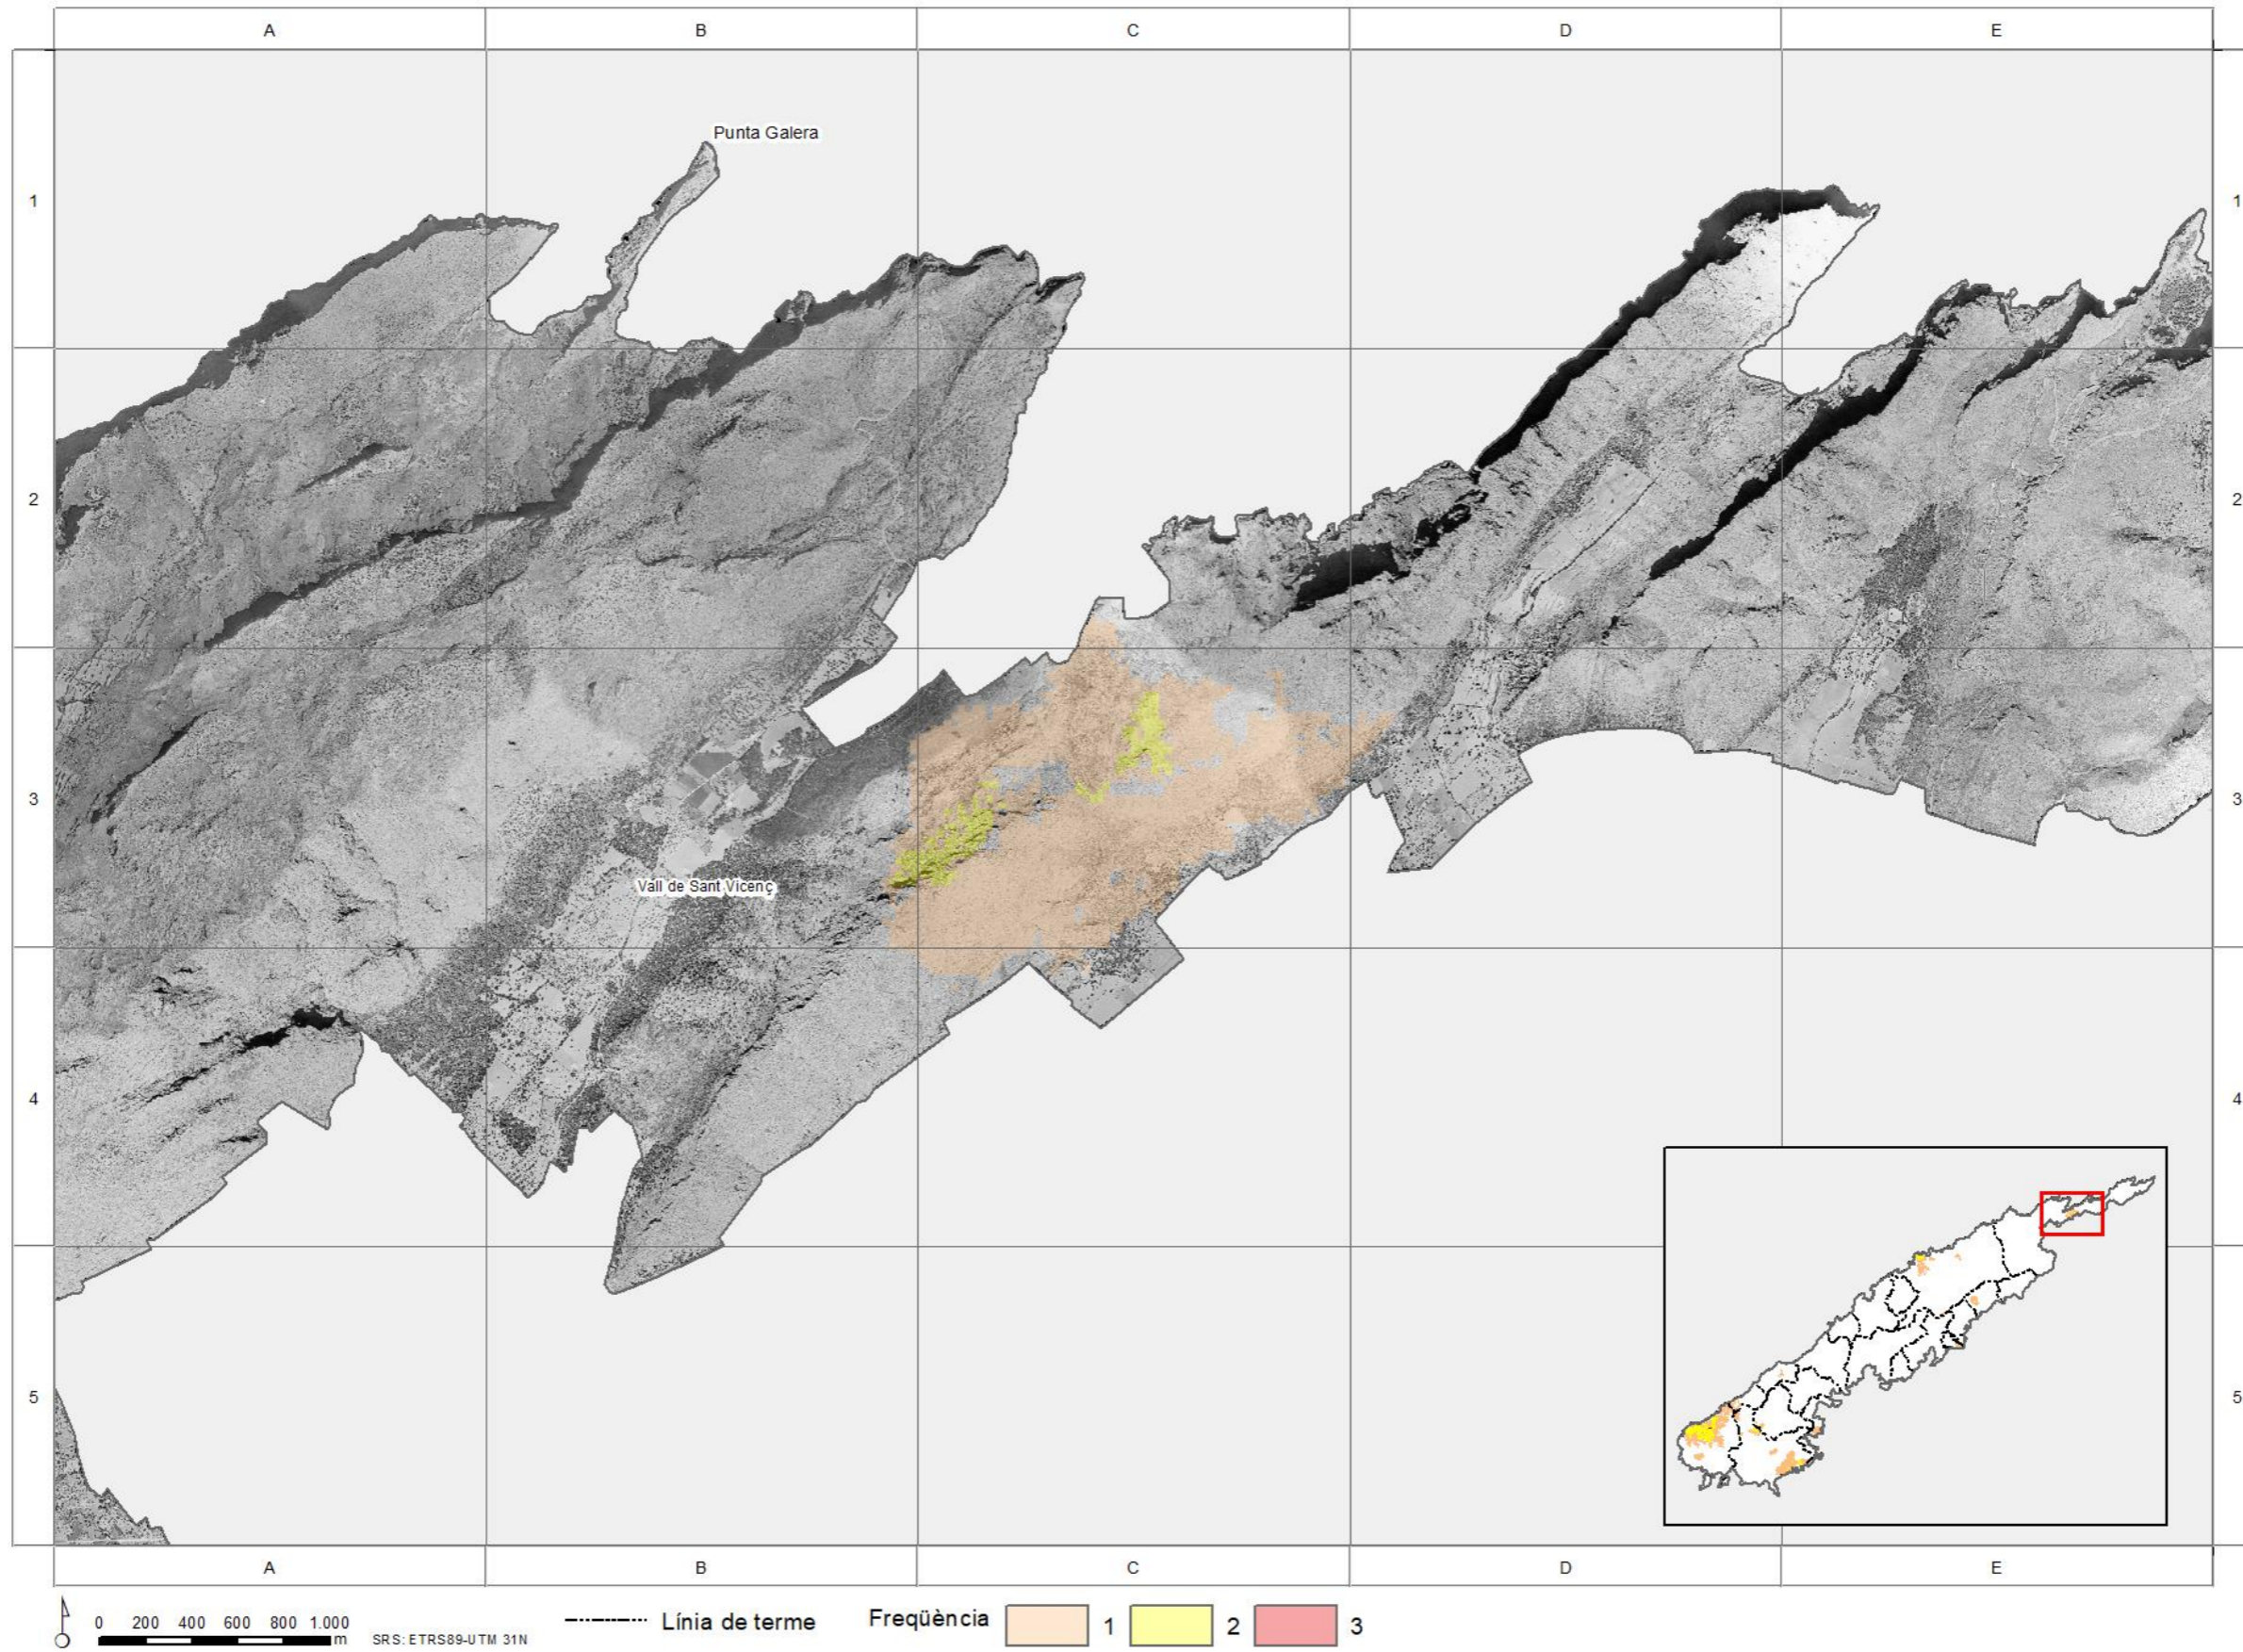 A B C D E
Punta Galera
1 1
2 2
3 3
Vall de Sant Vicenç
4 4
5 5
A B C D E
0 200 400 600 800 1.000
m
SRS: ETRS89-UTM 31N
Línia de terme
Freqüència
1 2 3